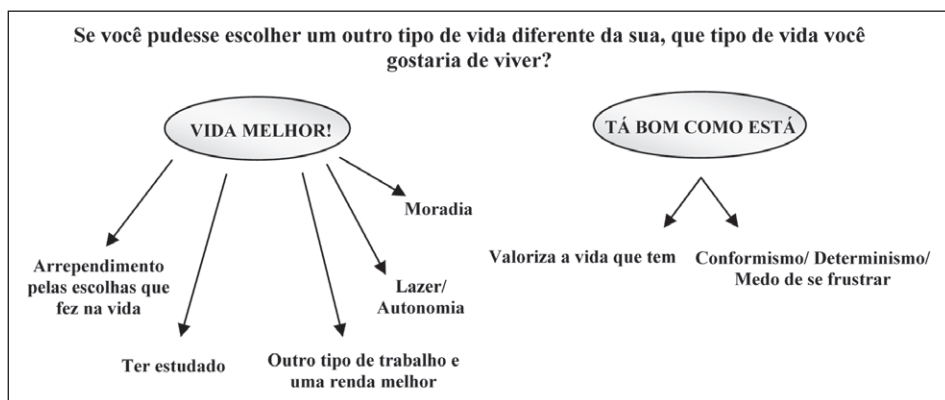 Se você pudesse escolher um outro tipo de vida diferente da sua, que tipo de vida você
gostaria de viver?
VIDA MELHOR!
TÁ BOM COMO ESTÁ
Moradia
Arrependimento
pelas escolhas que
fez na vida
Lazer/
Autonomia
Ter estudado
Outro tipo de trabalho e
uma renda melhor
Valoriza a vida que tem
Conformismo/ Determinismo/
Medo de se frustrar